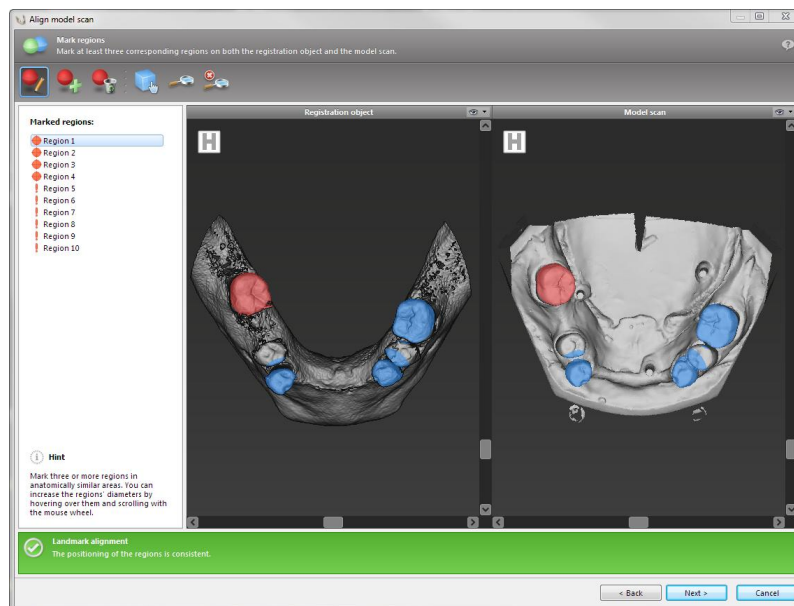 Align model scan
Mark regions
Mark at least three corresponding regions on both the registration object and the model scan.
Marked regions:
Registration object
Model scan
Region 1
Region 2
Region 3
Region 4
Region 5
Region 6
Region 7
Region 8
Region 9
Region 10
H
H
Hint
Mark three or more regions in
anatomically similar areas. You can
increase the regions' diameters by
hovering over them and scrolling with
the mouse wheel.
Landmark alignment
The positioning of the regions is consistent.
< Back
Next >
Cancel